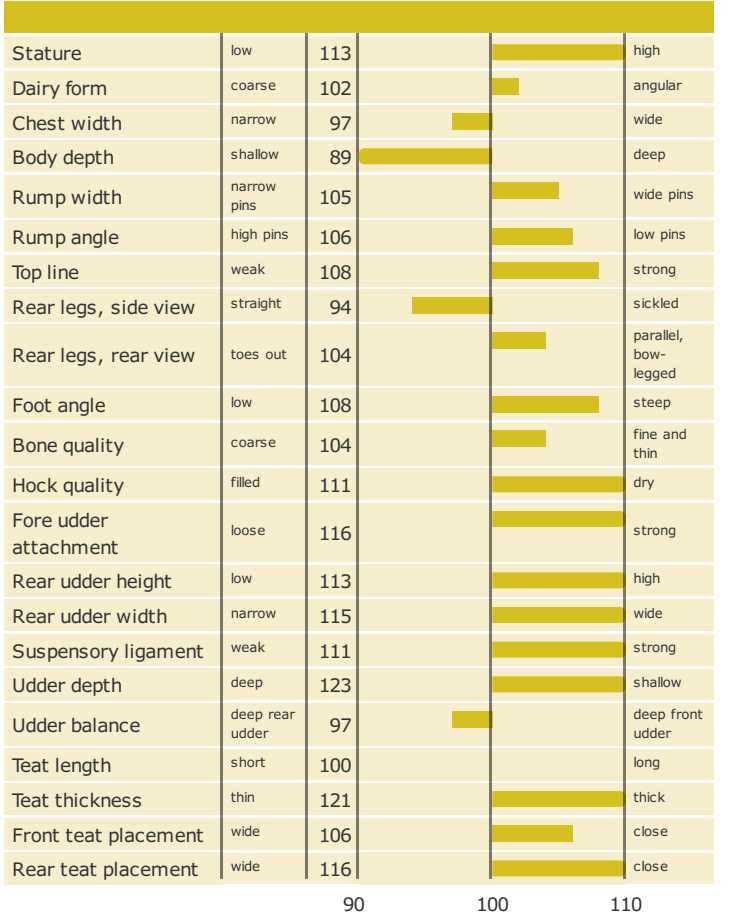 Stature low 113 high
Dairy form coarse 102 angular
Chest width narrow 97 wide
Body depth shallow 89 deep
Rump width narrow pins 105 wide pins
Rump angle high pins 106 low pins
Top line weak 108 strong
Rear legs, side view straight 94 sickled
Rear legs, rear view toes out 104 parallel, bow-legged
Foot angle low 108 steep
Bone quality coarse 104 fine and thin
Hock quality filled 111 dry
Fore udder attachment loose 116 strong
Rear udder height low 113 high
Rear udder width narrow 115 wide
Suspensory ligament weak 111 strong
Udder depth deep 123 shallow
Udder balance deep rear udder 97 deep front udder
Teat length short 100 long
Teat thickness thin 121 thick
Front teat placement wide 106 close
Rear teat placement wide 116 close
90 100 110